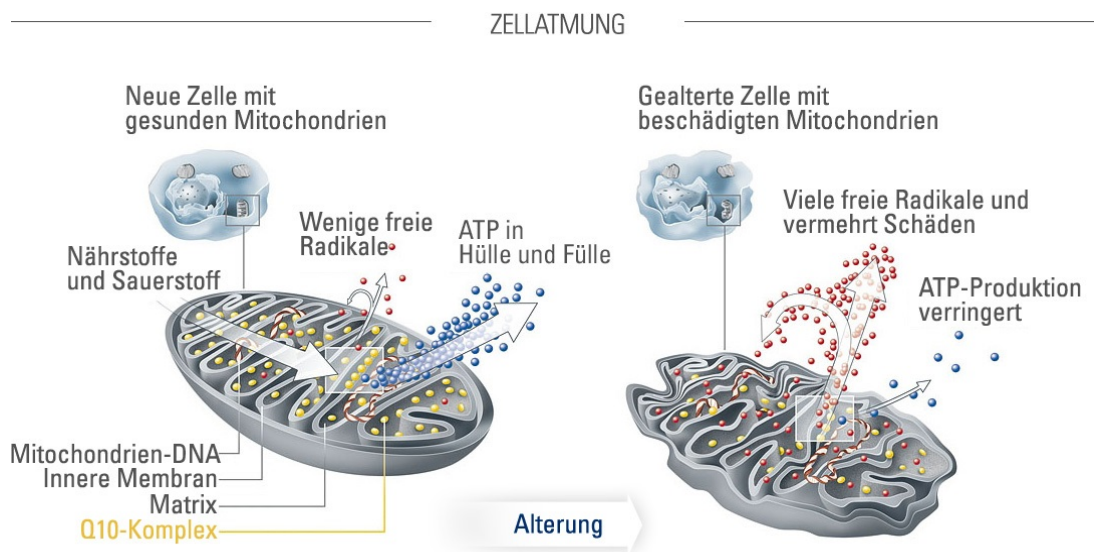 ZELLATMUNG
Neue Zelle mit
gesunden Mitochondrien
Wenige freie
Radikale
ATP in
Hülle und Fülle
Nährstoffe
und Sauerstoff
Mitochondrien-DNA
Innere Membran
Matrix
Q10-Komplex
Alterung
Gealterte Zelle mit
beschädigten Mitochondrien
Viele freie Radikale und
vermehrt Schäden
ATP-Produktion
verringert